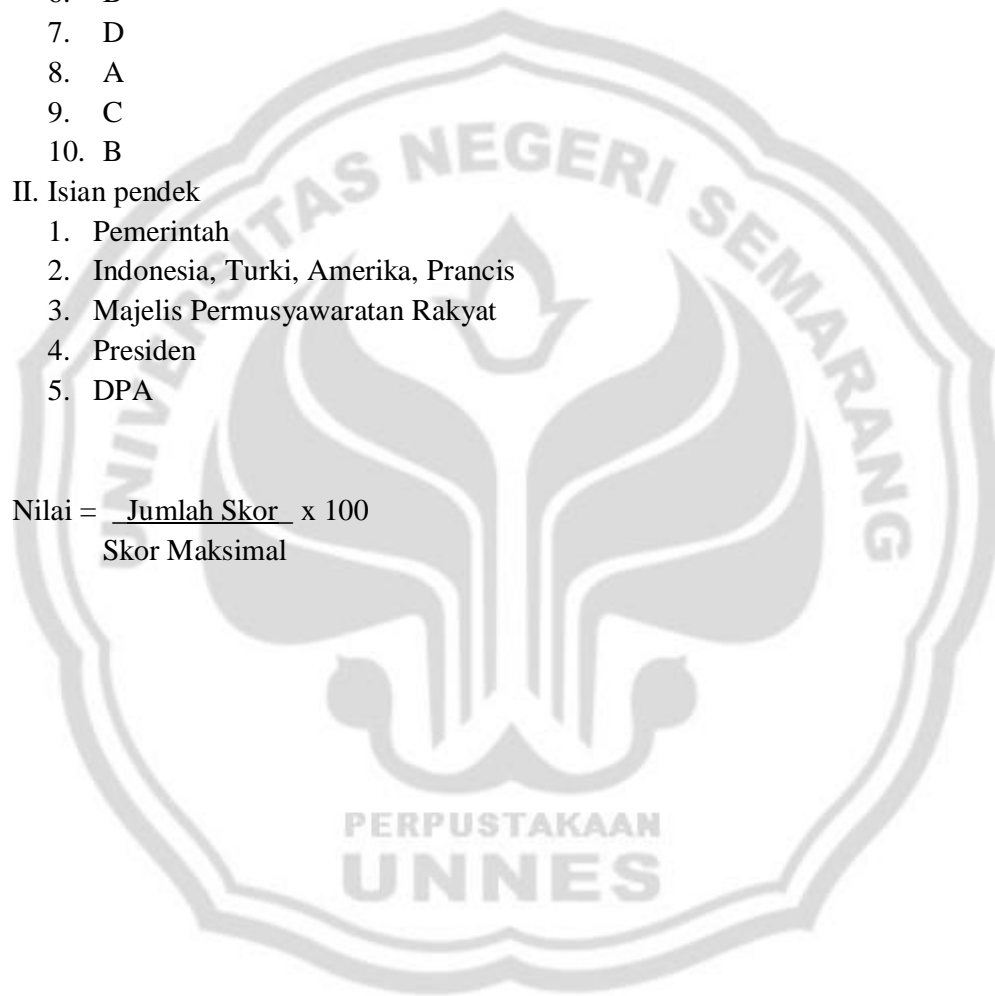 7. D
8. A
9. C
10. B
II. Isian pendek
1. Pemerintah
2. Indonesia, Turki, Amerika, Prancis
3. Majelis Permusyawaratan Rakyat
4. Presiden
5. DPA
Nilai = Jumlah Skor x 100
Skor Maksimal
UNIVERSITAS NEGERI SEMARANG
PERPUSTAKAAN
UNNES